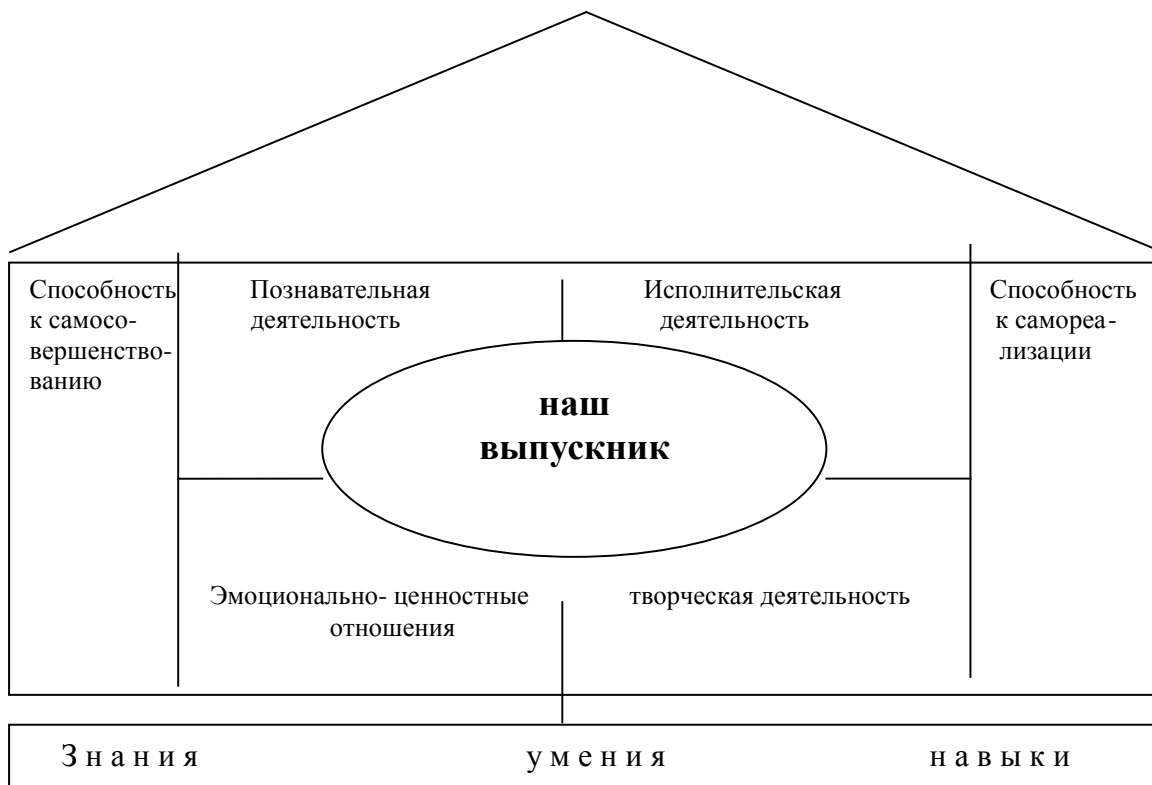 Способность
к самосо-
вершенство-
ванию
Познавательная
деятельность
Исполнительская
деятельность
Способность
к самореа-
лизации
наш
выпускник
Эмоционально- ценностные
отношения
творческая деятельность
З н а н и я у м е н и я н а в ы к и